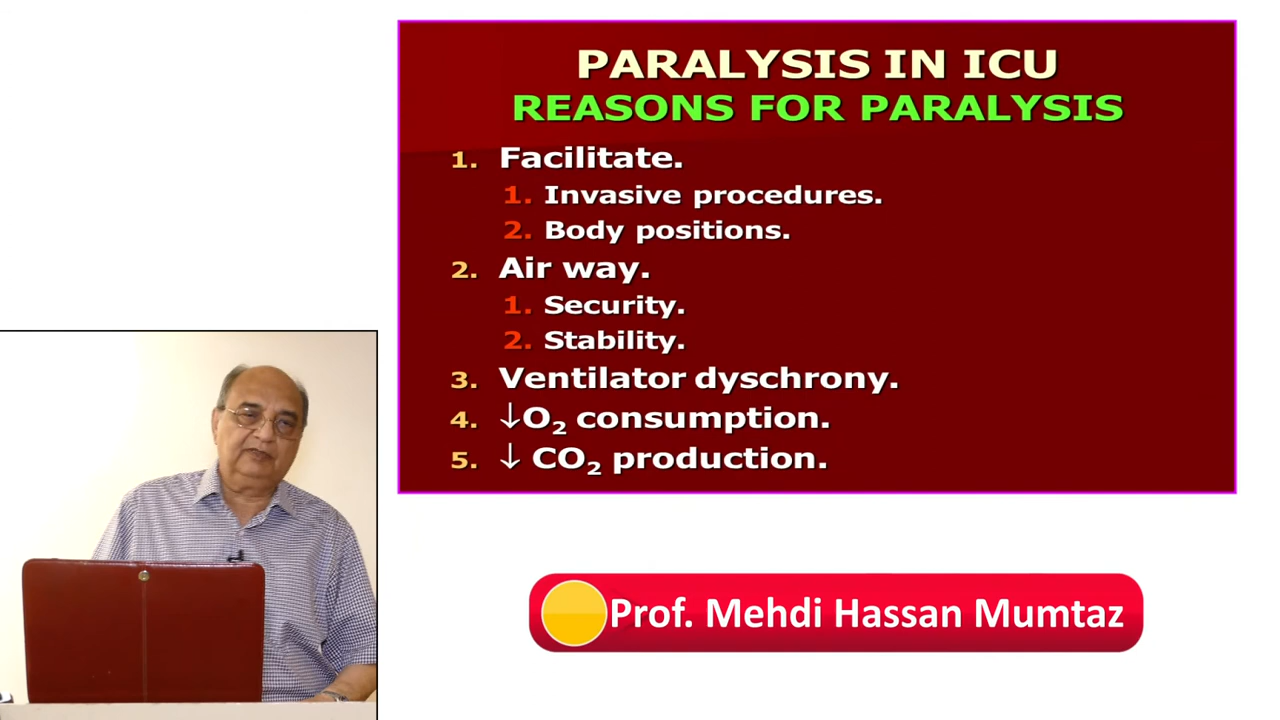 PARALYSIS IN ICU
REASONS FOR PARALYSIS
1. Facilitate.
1. Invasive procedures.
2. Body positions.
2. Air way.
1. Security.
2. Stability.
3. Ventilator dyschrony.
4. ↓O₂ consumption.
5. ↓ CO₂ production.
Prof. Mehdi Hassan Mumtaz